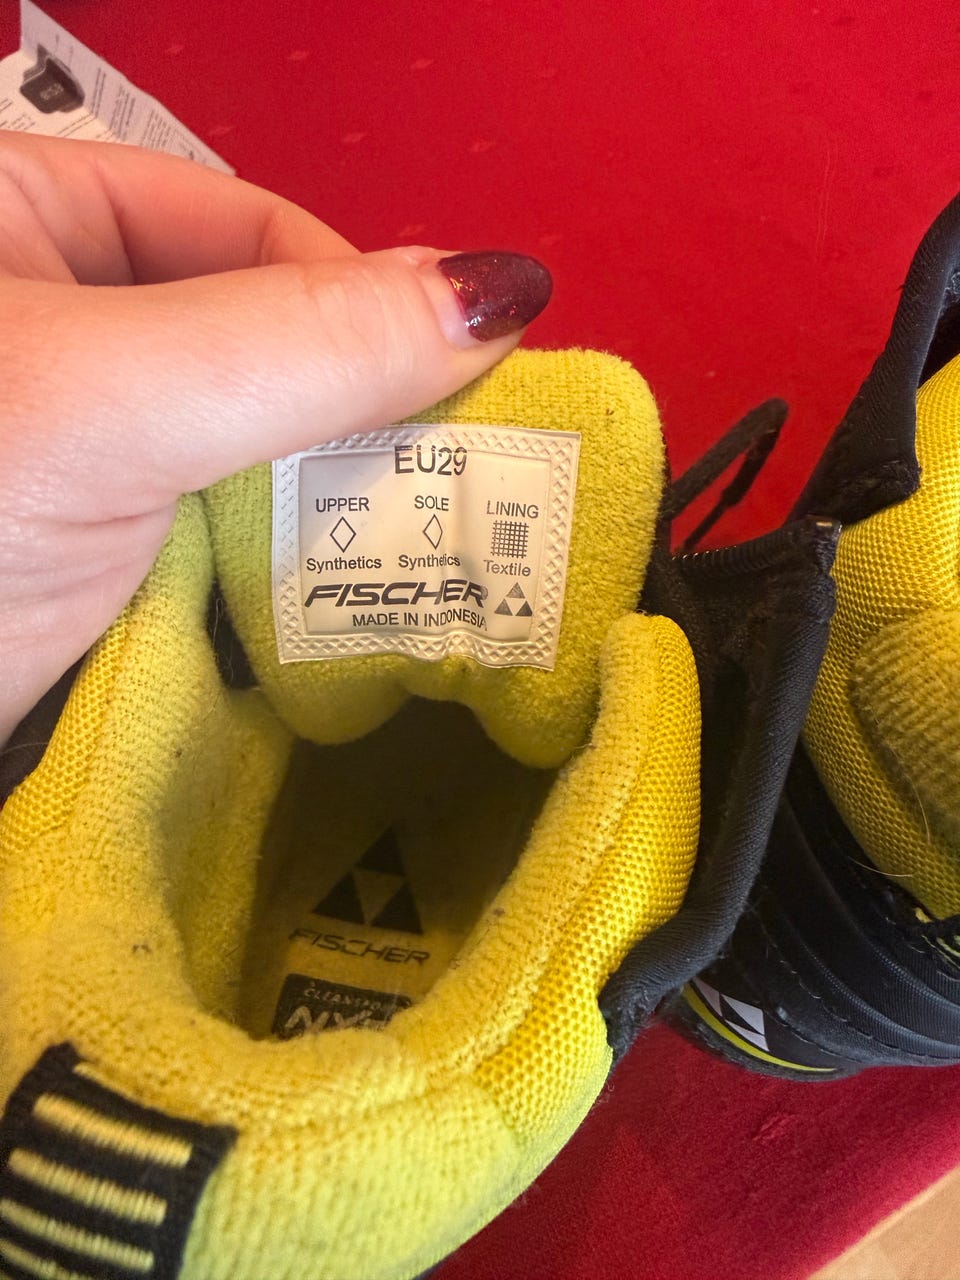 EU29
UPPER SOLE LINING
Synthetics Synthetics Textile
FISCHER
MADE IN INDONESIA
FISCHER